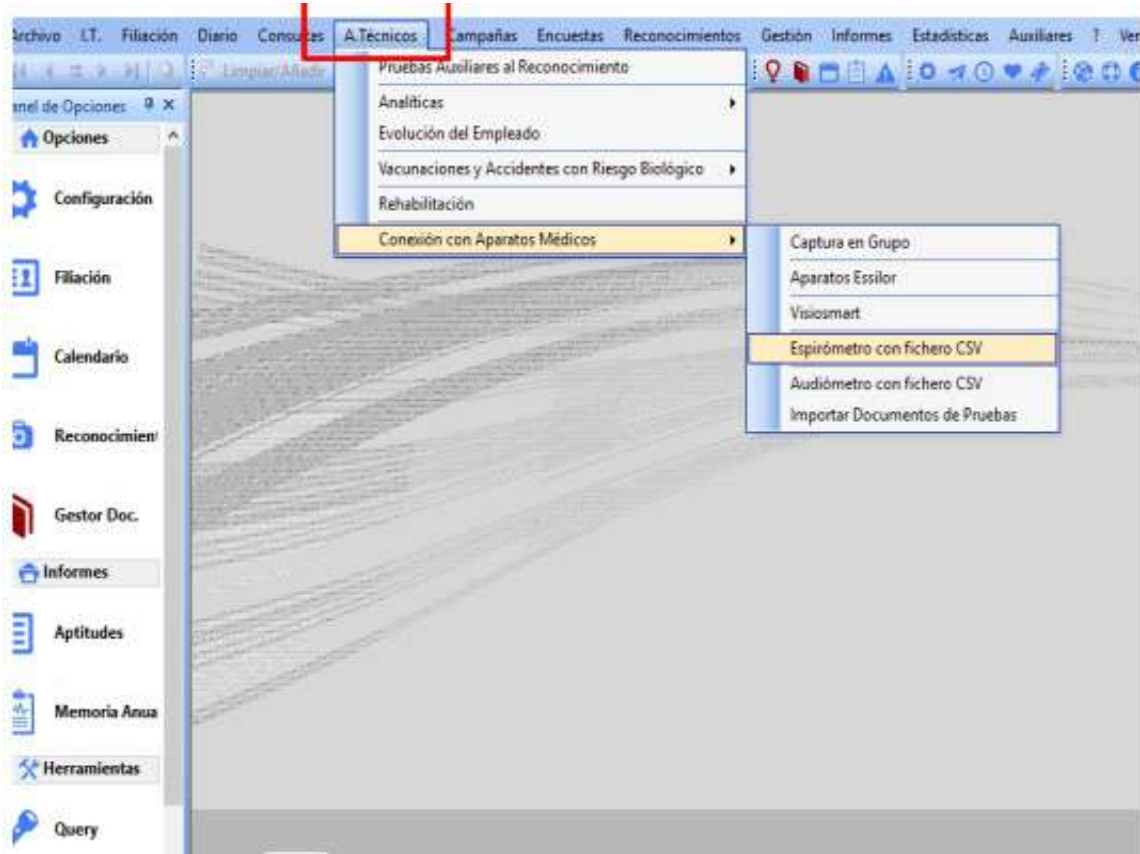 Archivo I.T. Filiación Diario Consultas A.Técnicos Campañas Encuestas Reconocimientos Gestión Informes Estadísticas Auxiliares ? Ver
Limpiar/Añadir
anel de Opciones
Opciones
Configuración
Filiación
Calendario
Reconocimien
Gestor Doc.
Informes
Aptitudes
Memoria Anua
Herramientas
Query
Pruebas Auxiliares al Reconocimiento
Analíticas
Evolución del Empleado
Vacunaciones y Accidentes con Riesgo Biológico
Rehabilitación
Conexión con Aparatos Médicos
Captura en Grupo
Aparatos Essilor
Visiosmart
Espirómetro con fichero CSV
Audiómetro con fichero CSV
Importar Documentos de Pruebas